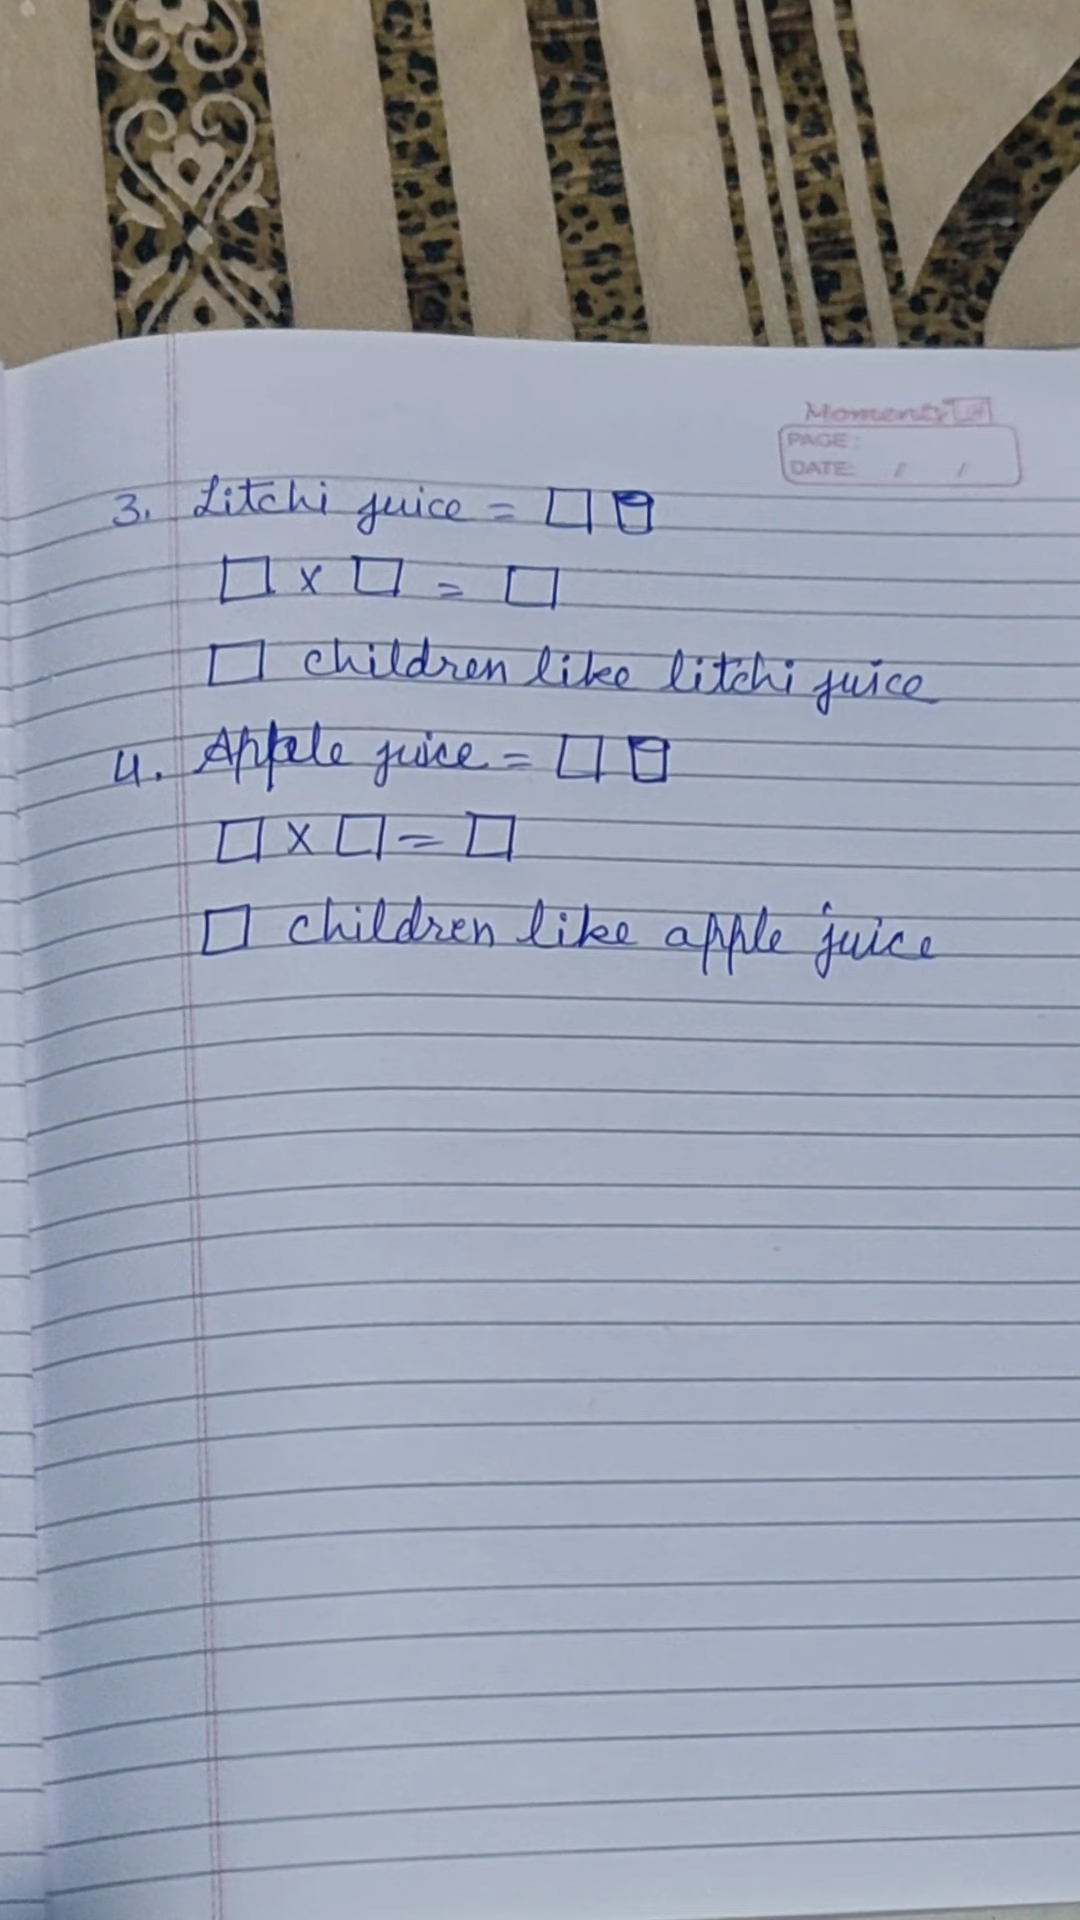 Moments
PAGE:
DATE: / /
3. Litchi juice = □
□ x □ = □
□ children like litchi juice
4. Apple juice = □
□ x □ = □
□ children like apple juice